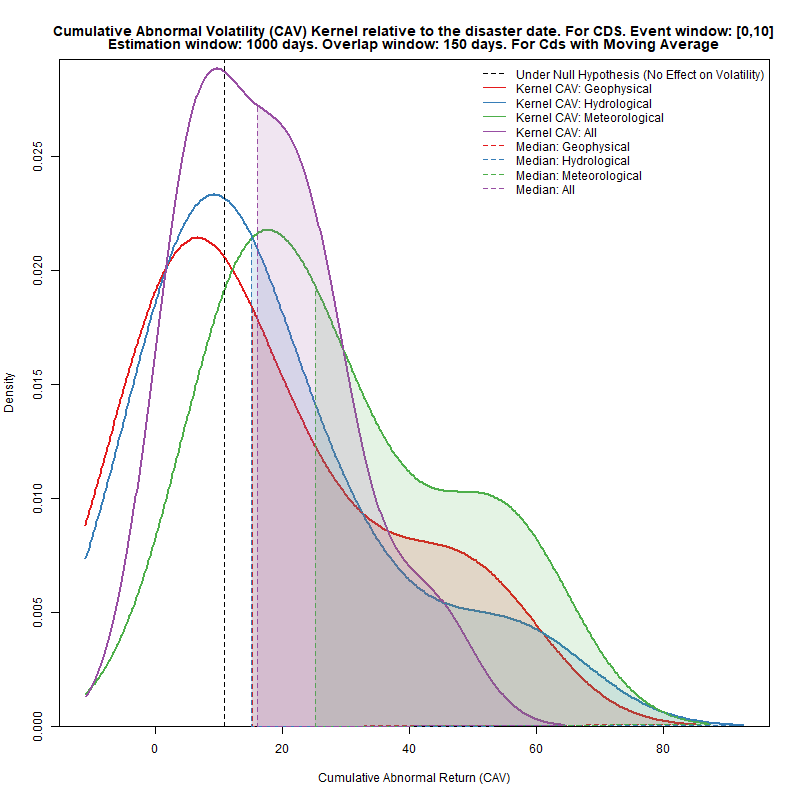 Cumulative Abnormal Volatility (CAV) Kernel relative to the disaster date. For CDS. Event window: [0,10]
Estimation window: 1000 days. Overlap window: 150 days. For Cds with Moving Average
Under Null Hypothesis (No Effect on Volatility)
Kernel CAV: Geophysical
Kernel CAV: Hydrological
Kernel CAV: Meteorological
Kernel CAV: All
Median: Geophysical
Median: Hydrological
Median: Meteorological
Median: All
Density
0.025
0.020
0.015
0.010
0.005
0.000
0 20 40 60 80
Cumulative Abnormal Return (CAV)